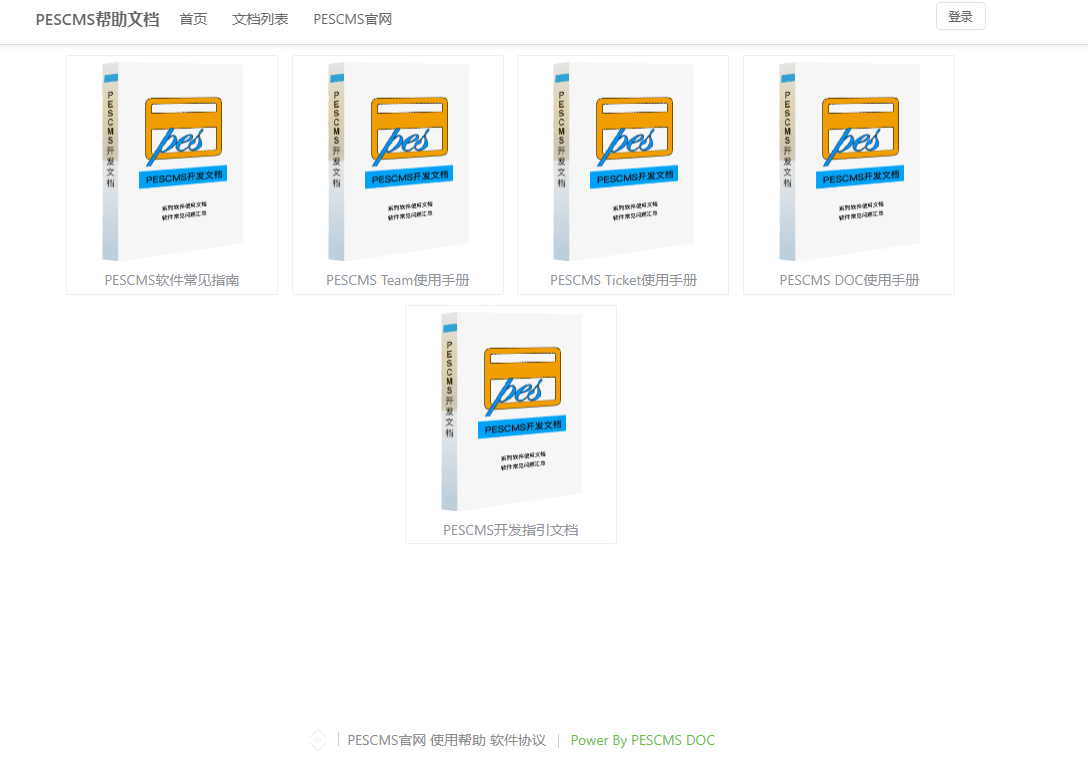 PESCMS帮助文档 首页 文档列表 PESCMS官网 登录
PESCMS开发文档
pes
PESCMS开发文档
系列软件使用文档
软件常见问题汇总
PESCMS软件常见指南
PESCMS开发文档
pes
PESCMS开发文档
系列软件使用文档
软件常见问题汇总
PESCMS Team使用手册
PESCMS开发文档
pes
PESCMS开发文档
系列软件使用文档
软件常见问题汇总
PESCMS Ticket使用手册
PESCMS开发文档
pes
PESCMS开发文档
系列软件使用文档
软件常见问题汇总
PESCMS DOC使用手册
PESCMS开发文档
pes
PESCMS开发文档
系列软件使用文档
软件常见问题汇总
PESCMS开发指引文档
PESCMS官网 使用帮助 软件协议 Power By PESCMS DOC